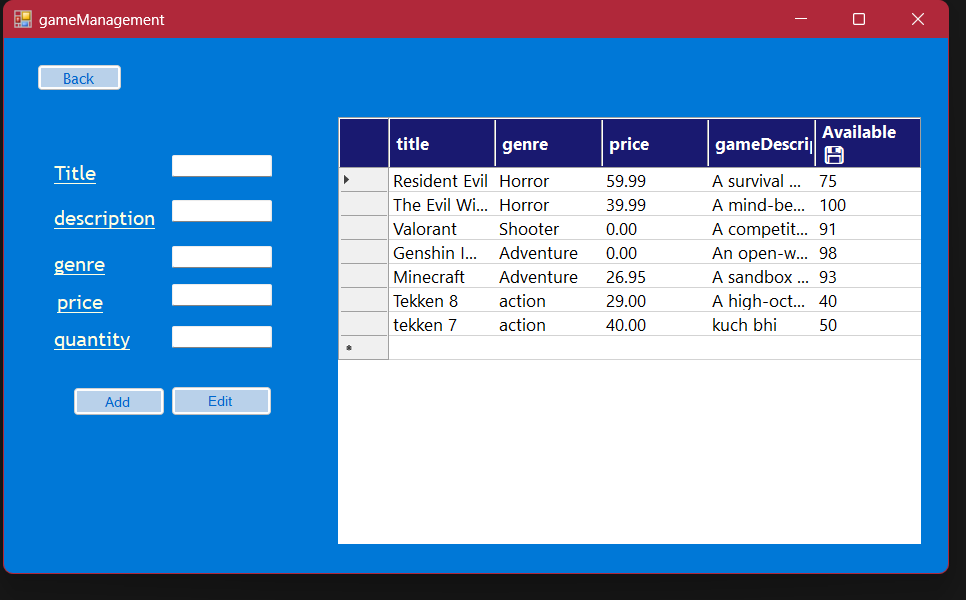 gameManagement
Back
title genre price gameDescrip Available 💾
Resident Evil Horror 59.99 A survival ... 75
The Evil Wi... Horror 39.99 A mind-be... 100
Valorant Shooter 0.00 A competit... 91
Genshin I... Adventure 0.00 An open-w... 98
Minecraft Adventure 26.95 A sandbox ... 93
Tekken 8 action 29.00 A high-oct... 40
tekken 7 action 40.00 kuch bhi 50
*
Title
description
genre
price
quantity
Add Edit